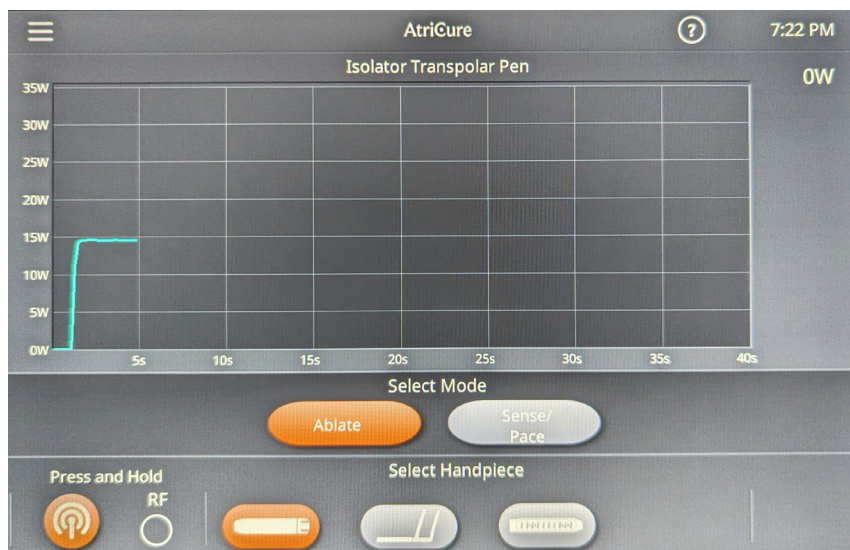 AtriCure
?
7:22 PM
Isolator Transpolar Pen
0W
35W
30W
25W
20W
15W
10W
5W
0W
5s 10s 15s 20s 25s 30s 35s 40s
Select Mode
Ablate
Sense/
Pace
Press and Hold
RF
Select Handpiece